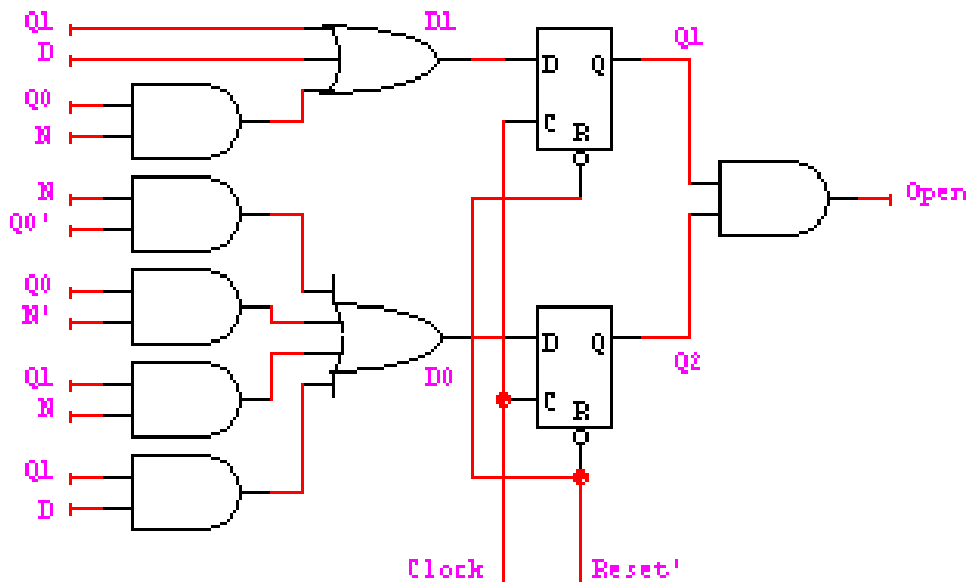 Q1
D
Q0
N
N
Q0'
Q0
N'
Q1
N
Q1
D
D1
D0
D Q
C
R
Q1
D Q
C
R
Q2
Open
Clock
Reset'